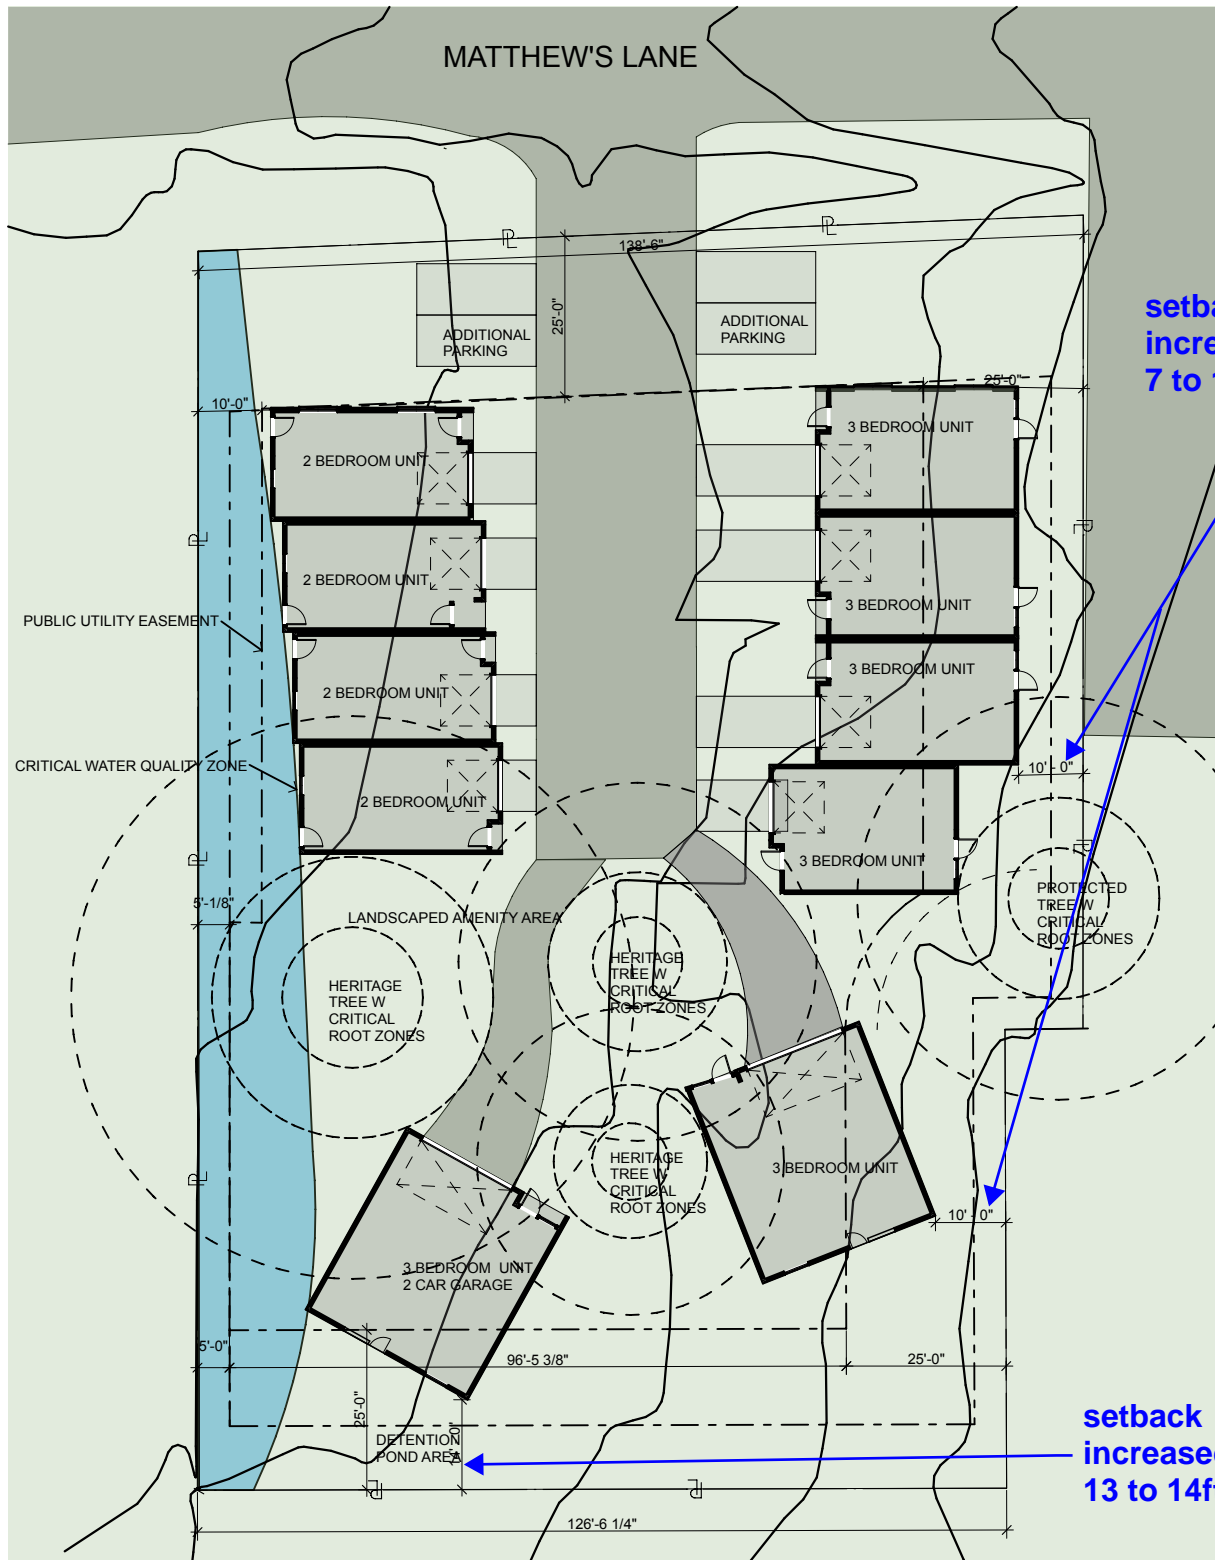 MATTHEW'S LANE
138'-6"
25'-0"
ADDITIONAL
PARKING
ADDITIONAL
PARKING
7 to
10'-0"
25'-0"
2 BEDROOM UNIT
3 BEDROOM UNIT
2 BEDROOM UNIT
3 BEDROOM UNIT
PUBLIC UTILITY EASEMENT
2 BEDROOM UNIT
3 BEDROOM UNIT
CRITICAL WATER QUALITY ZONE
10' - 0"
2 BEDROOM UNIT
3 BEDROOM UNIT
5'-1/8"
LANDSCAPED AMENITY AREA
PROTECTED
TREE W
CRITICAL
ROOT ZONES
HERITAGE
TREE W
CRITICAL
ROOT ZONES
HERITAGE
TREE W
CRITICAL
ROOT ZONES
HERITAGE
TREE W
CRITICAL
ROOT ZONES
3 BEDROOM UNIT
10' - 0"
3 BEDROOM UNIT
2 CAR GARAGE
5'-0"
96'-5 3/8"
25'-0"
25'-0"
DETENTION
POND AREA
setback
increased
13 to 14ft
126'-6 1/4"